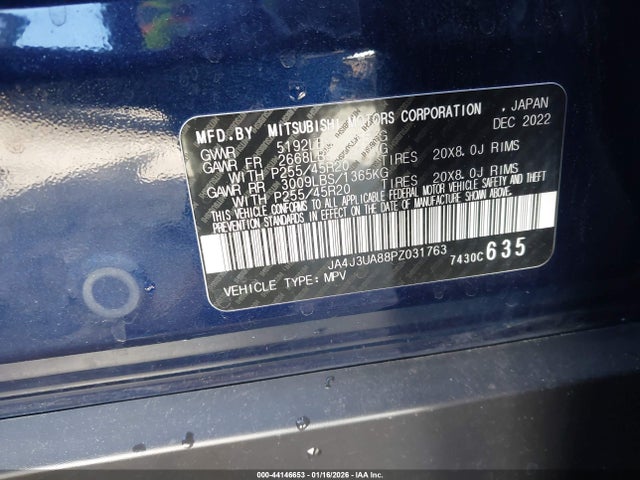 MFD.BY MITSUBISHI MOTORS CORPORATION . JAPAN
GVWR 5192LB DEC 2022
GAWR FR 2668LBS
WITH P255/45R20 TIRES 20X8.0J RIMS
GAWR RR 3009LBS/1365KG
WITH P255/45R20 TIRES 20X8.0J RIMS
THIS VEHICLE CONFORMS TO ALL APPLICABLE FEDERAL MOTOR VEHICLE SAFETY AND THEFT
PREVENTION STANDARDS IN EFFECT ON THE DATE OF MANUFACTURE SHOWN ABOVE.
JA4J3UA88PZ031763 7430C 635
VEHICLE TYPE: MPV
000-44146653 - 01/16/2026 - IAA Inc.